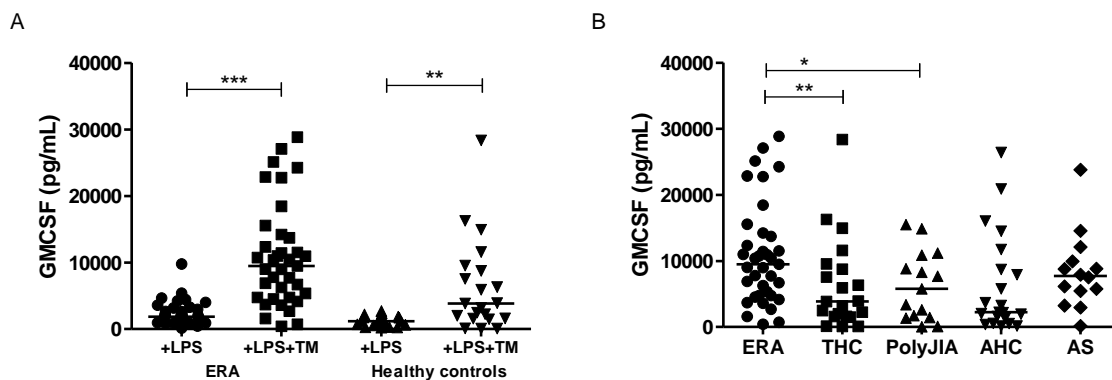 A
GMCSF (pg/mL)
40000
30000
20000
10000
0
***
**
+LPS +LPS+TM +LPS +LPS+TM
ERA Healthy controls
B
GMCSF (pg/mL)
40000
30000
20000
10000
0
*
**
ERA THC PolyJIA AHC AS